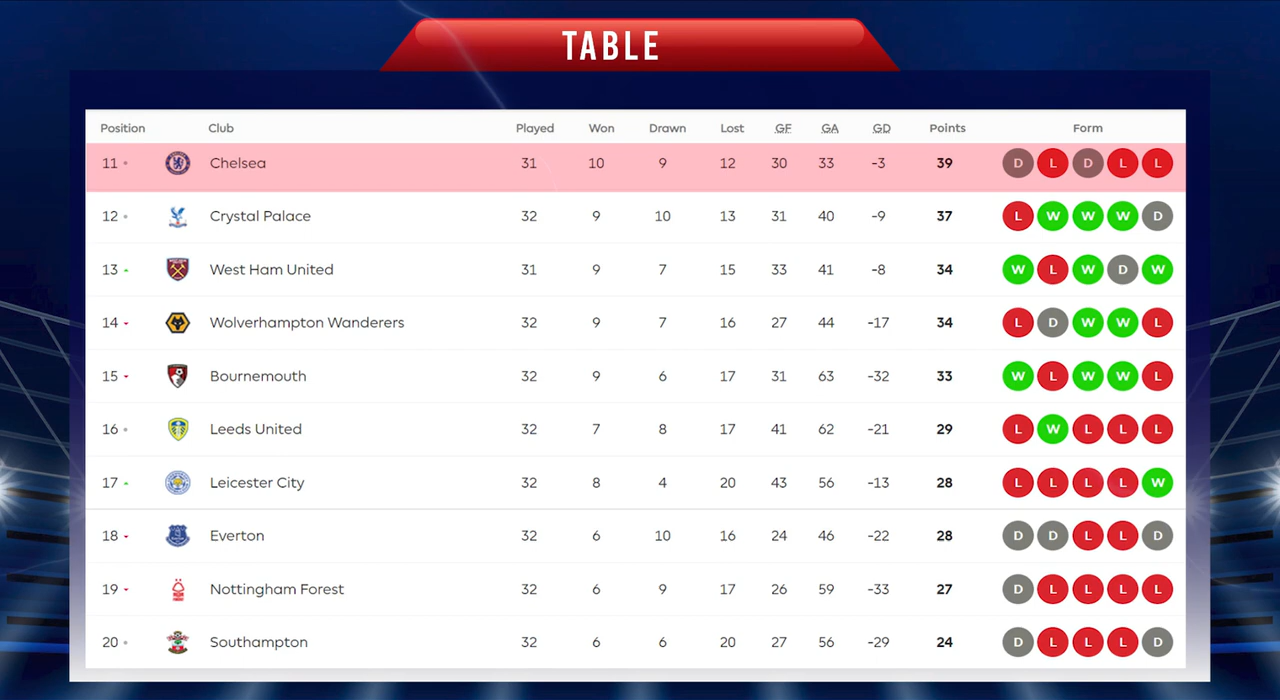 TABLE
Position Club Played Won Drawn Lost GF GA GD Points Form
11 Chelsea 31 10 9 12 30 33 -3 39 D L D L L
12 Crystal Palace 32 9 10 13 31 40 -9 37 L W W W D
13 West Ham United 31 9 7 15 33 41 -8 34 W L W D W
14 Wolverhampton Wanderers 32 9 7 16 27 44 -17 34 L D W W L
15 Bournemouth 32 9 6 17 31 63 -32 33 W L W W L
16 Leeds United 32 7 8 17 41 62 -21 29 L W L L L
17 Leicester City 32 8 4 20 43 56 -13 28 L L L L W
18 Everton 32 6 10 16 24 46 -22 28 D D L L D
19 Nottingham Forest 32 6 9 17 26 59 -33 27 D L L L L
20 Southampton 32 6 6 20 27 56 -29 24 D L L L D